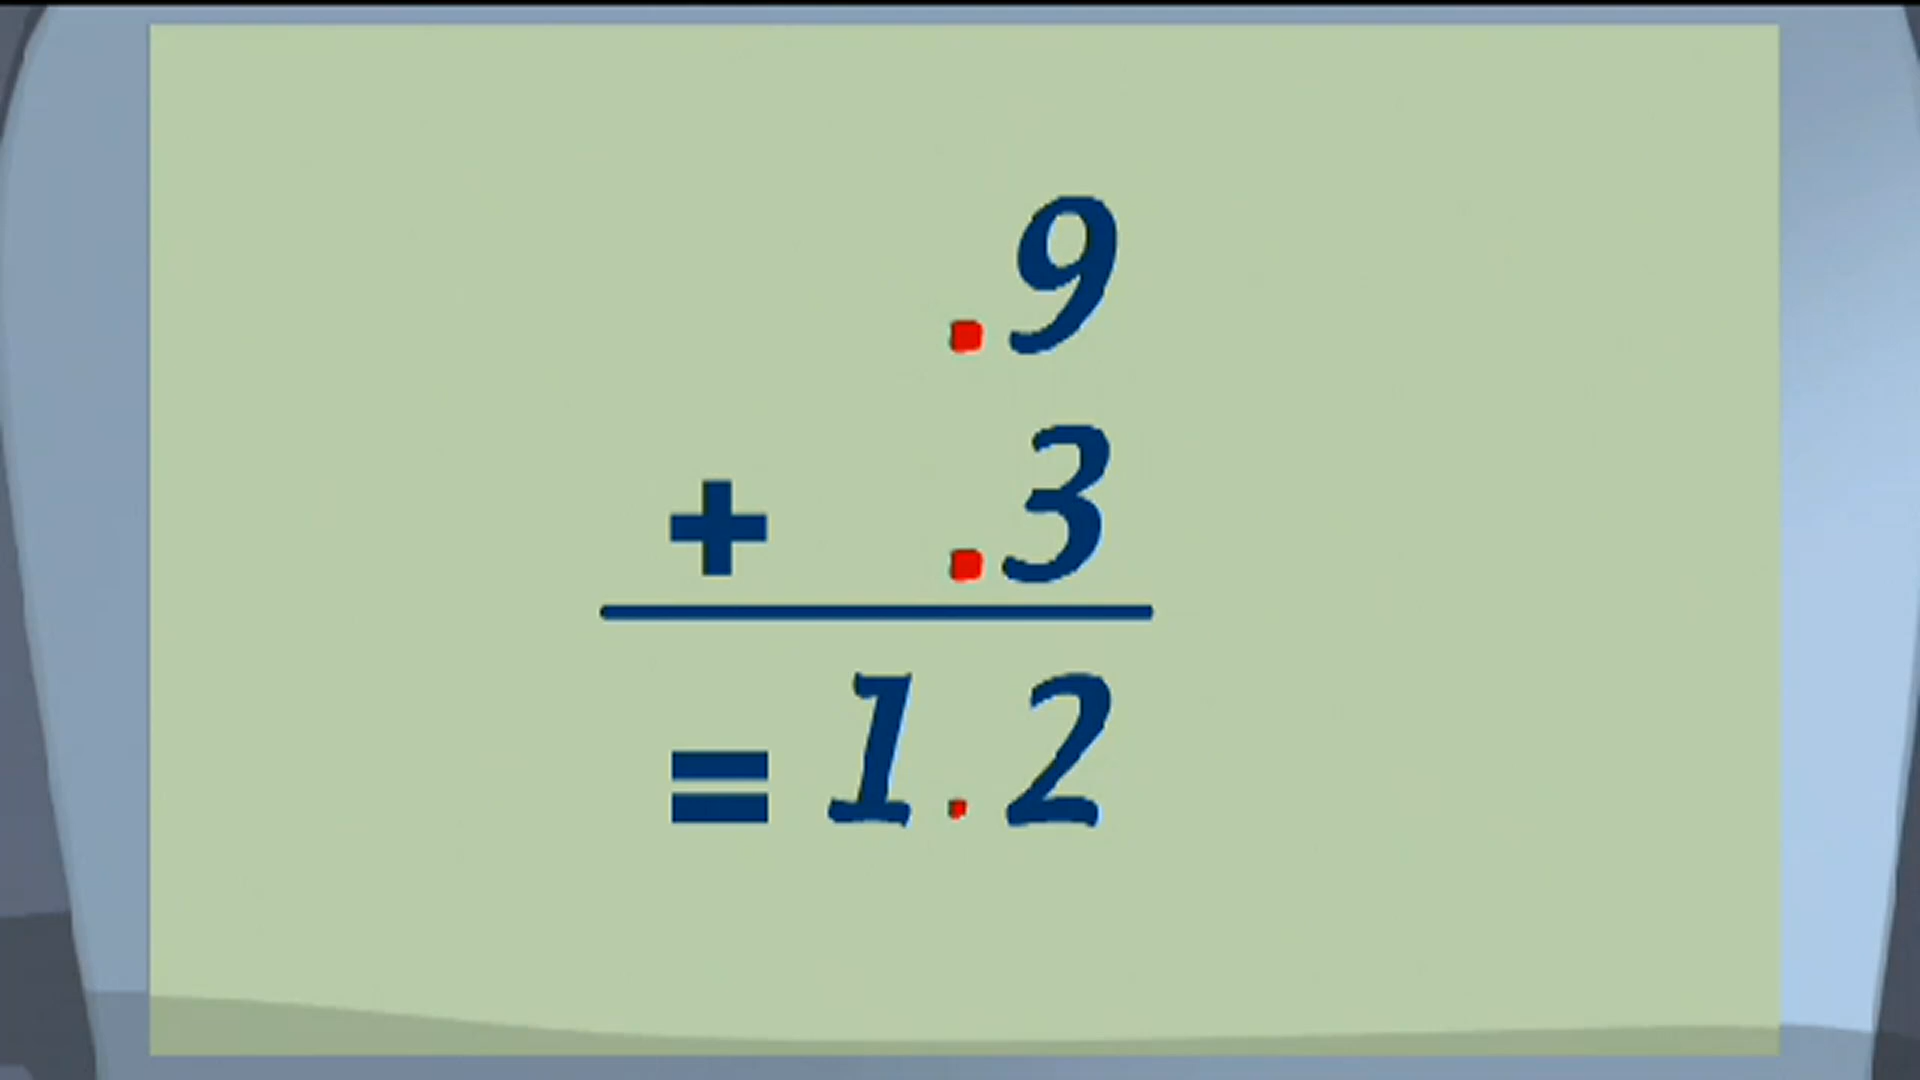 .9
+ .3
= 1.2